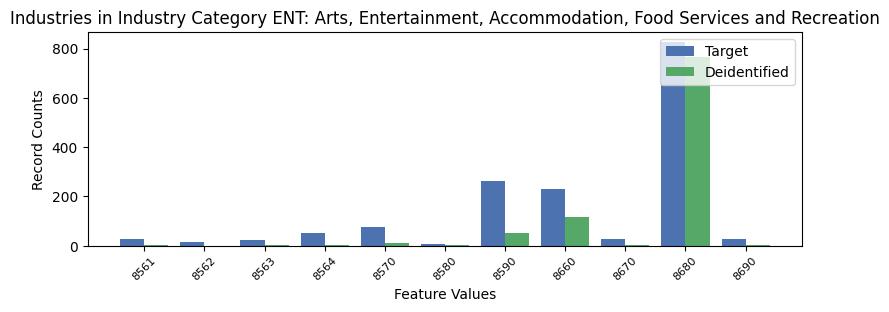 Industries in Industry Category ENT: Arts, Entertainment, Accommodation, Food Services and Recreation
800
600
400
200
0
Record Counts
Target
Deidentified
8561 8562 8563 8564 8570 8580 8590 8660 8670 8680 8690
Feature Values